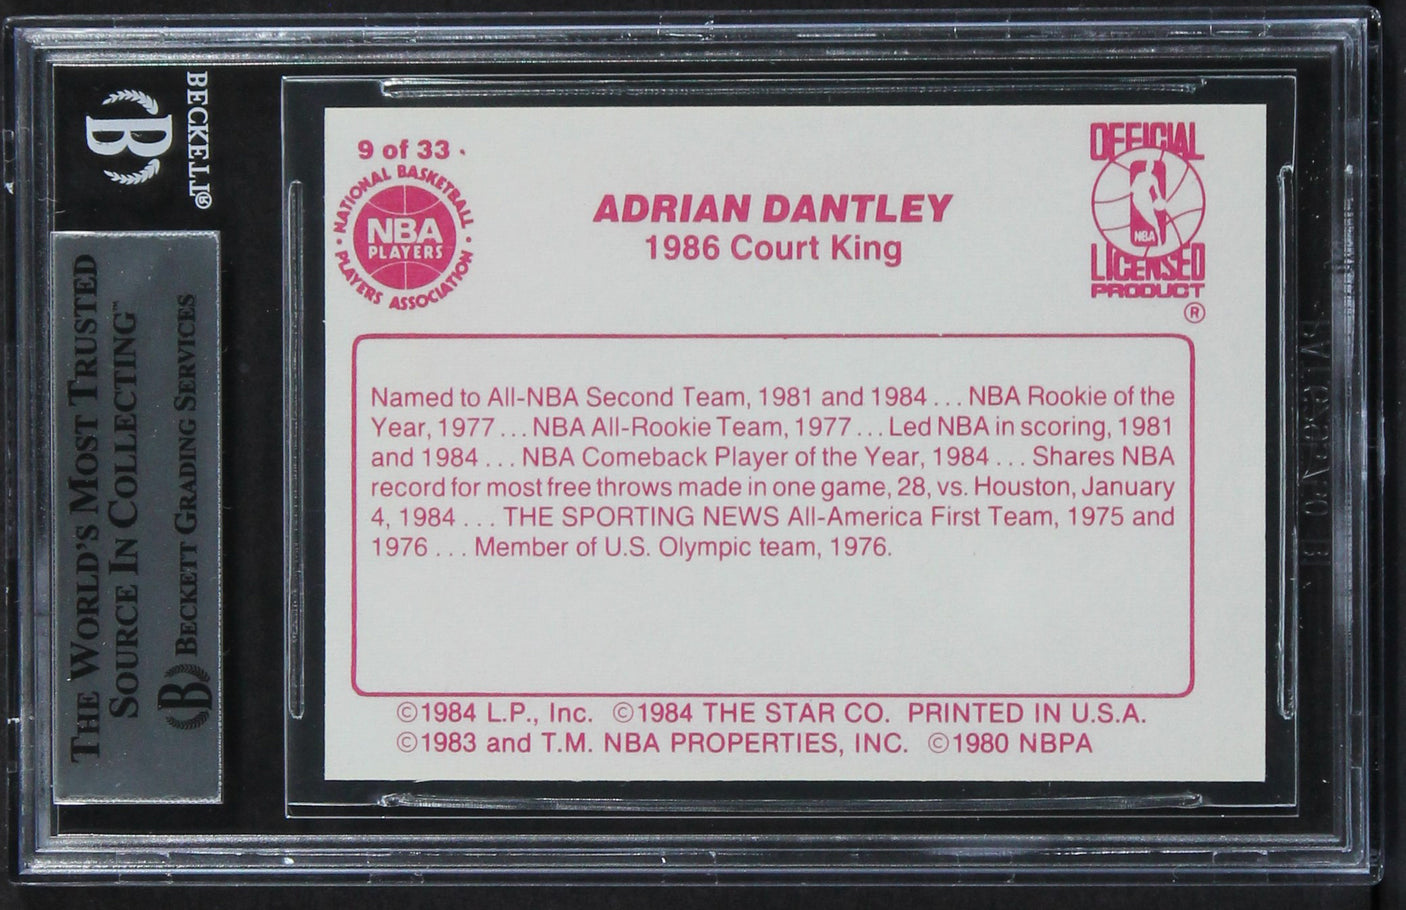 BECKETT®
B
THE WORLD'S MOST TRUSTED
SOURCE IN COLLECTING™
B BECKETT GRADING SERVICES
9 of 33
NATIONAL BASKETBALL
NBA
PLAYERS
PLAYERS ASSOCIATION
ADRIAN DANTLEY
1986 Court King
OFFICIAL
NBA
LICENSED
PRODUCT
®
Named to All-NBA Second Team, 1981 and 1984 . . . NBA Rookie of the
Year, 1977 . . . NBA All-Rookie Team, 1977 . . . Led NBA in scoring, 1981
and 1984 . . . NBA Comeback Player of the Year, 1984 . . . Shares NBA
record for most free throws made in one game, 28, vs. Houston, January
4, 1984 . . . THE SPORTING NEWS All-America First Team, 1975 and
1976 . . . Member of U.S. Olympic team, 1976.
©1984 L.P., Inc. ©1984 THE STAR CO. PRINTED IN U.S.A.
©1983 and T.M. NBA PROPERTIES, INC. ©1980 NBPA